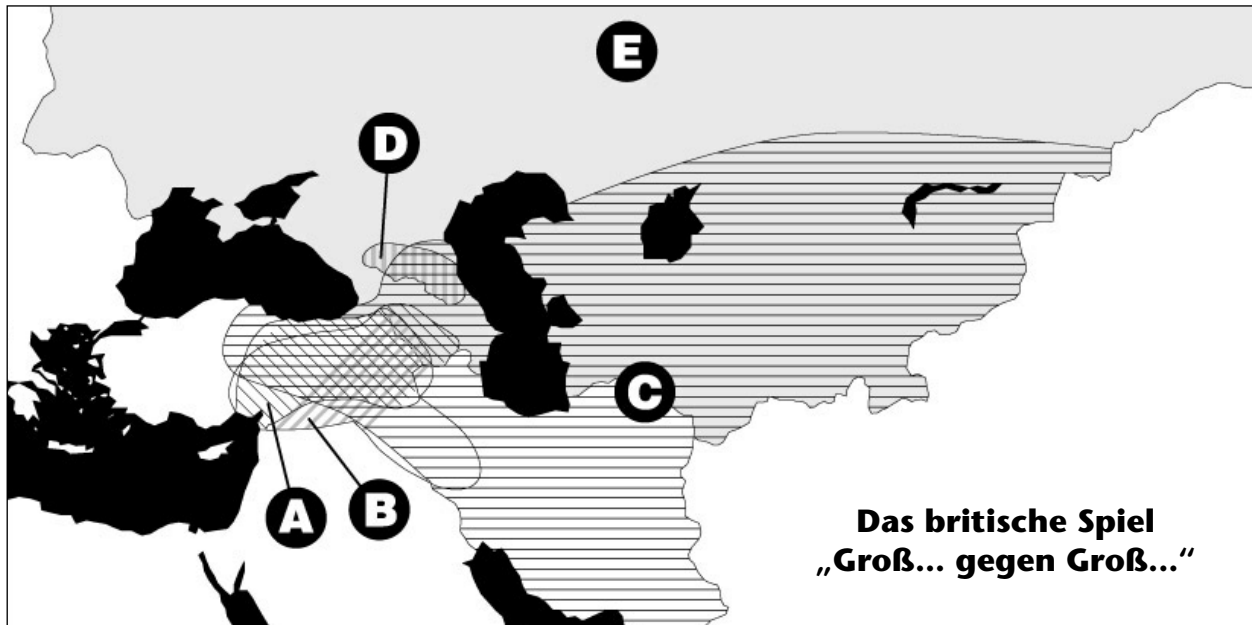 E
D
C
A
B
Das britische Spiel
„Groß... gegen Groß...“